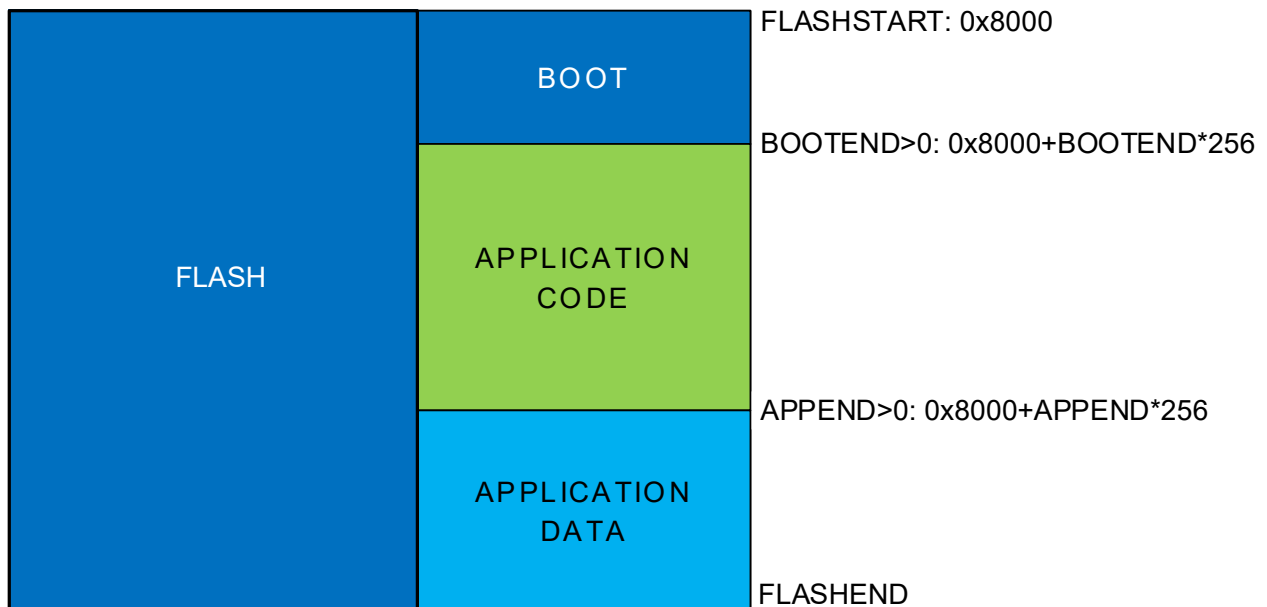 FLASHSTART: 0x8000
BOOT
BOOTEND>0: 0x8000+BOOTEND*256
FLASH
APPLICATION
CODE
APPEND>0: 0x8000+APPEND*256
APPLICATION
DATA
FLASHEND